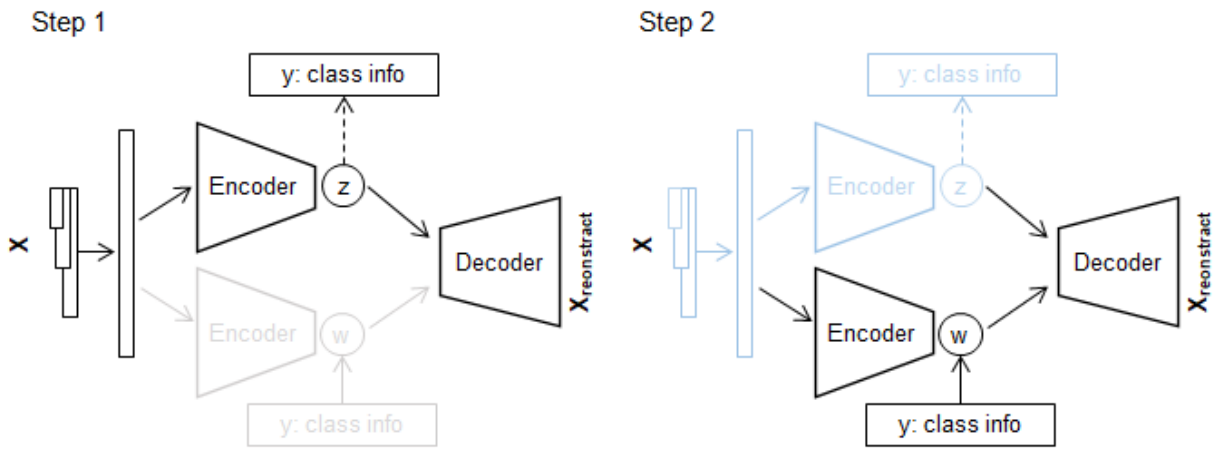 Step 1
y: class info
Encoder
z
X
Decoder
Xreonstract
Encoder
w
y: class info
Step 2
y: class info
Encoder
z
X
Decoder
Xreonstract
Encoder
w
y: class info